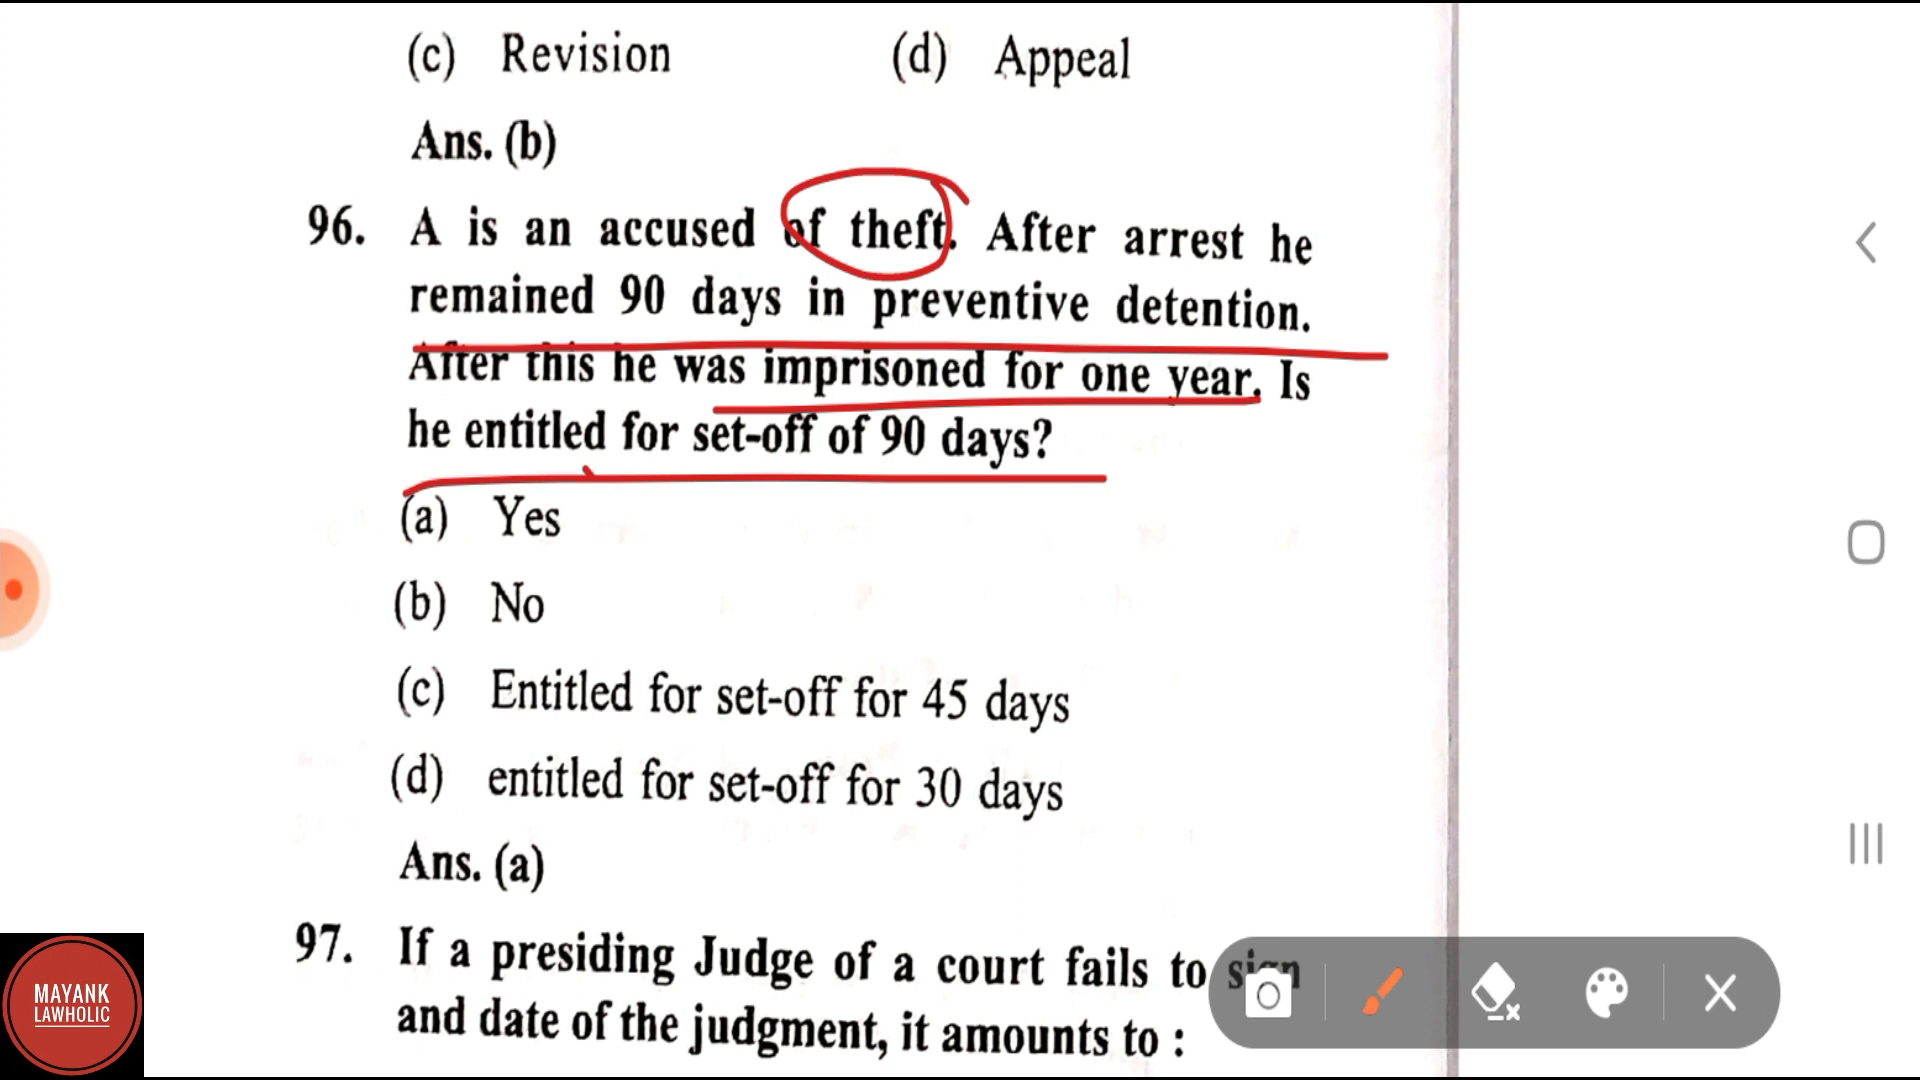 (c) Revision (d) Appeal
Ans. (b)
96. A is an accused of theft. After arrest he
remained 90 days in preventive detention.
After this he was imprisoned for one year. Is
he entitled for set-off of 90 days?
(a) Yes
(b) No
(c) Entitled for set-off for 45 days
(d) entitled for set-off for 30 days
Ans. (a)
97. If a presiding Judge of a court fails to sign
and date of the judgment, it amounts to :
MAYANK
LAWHOLIC